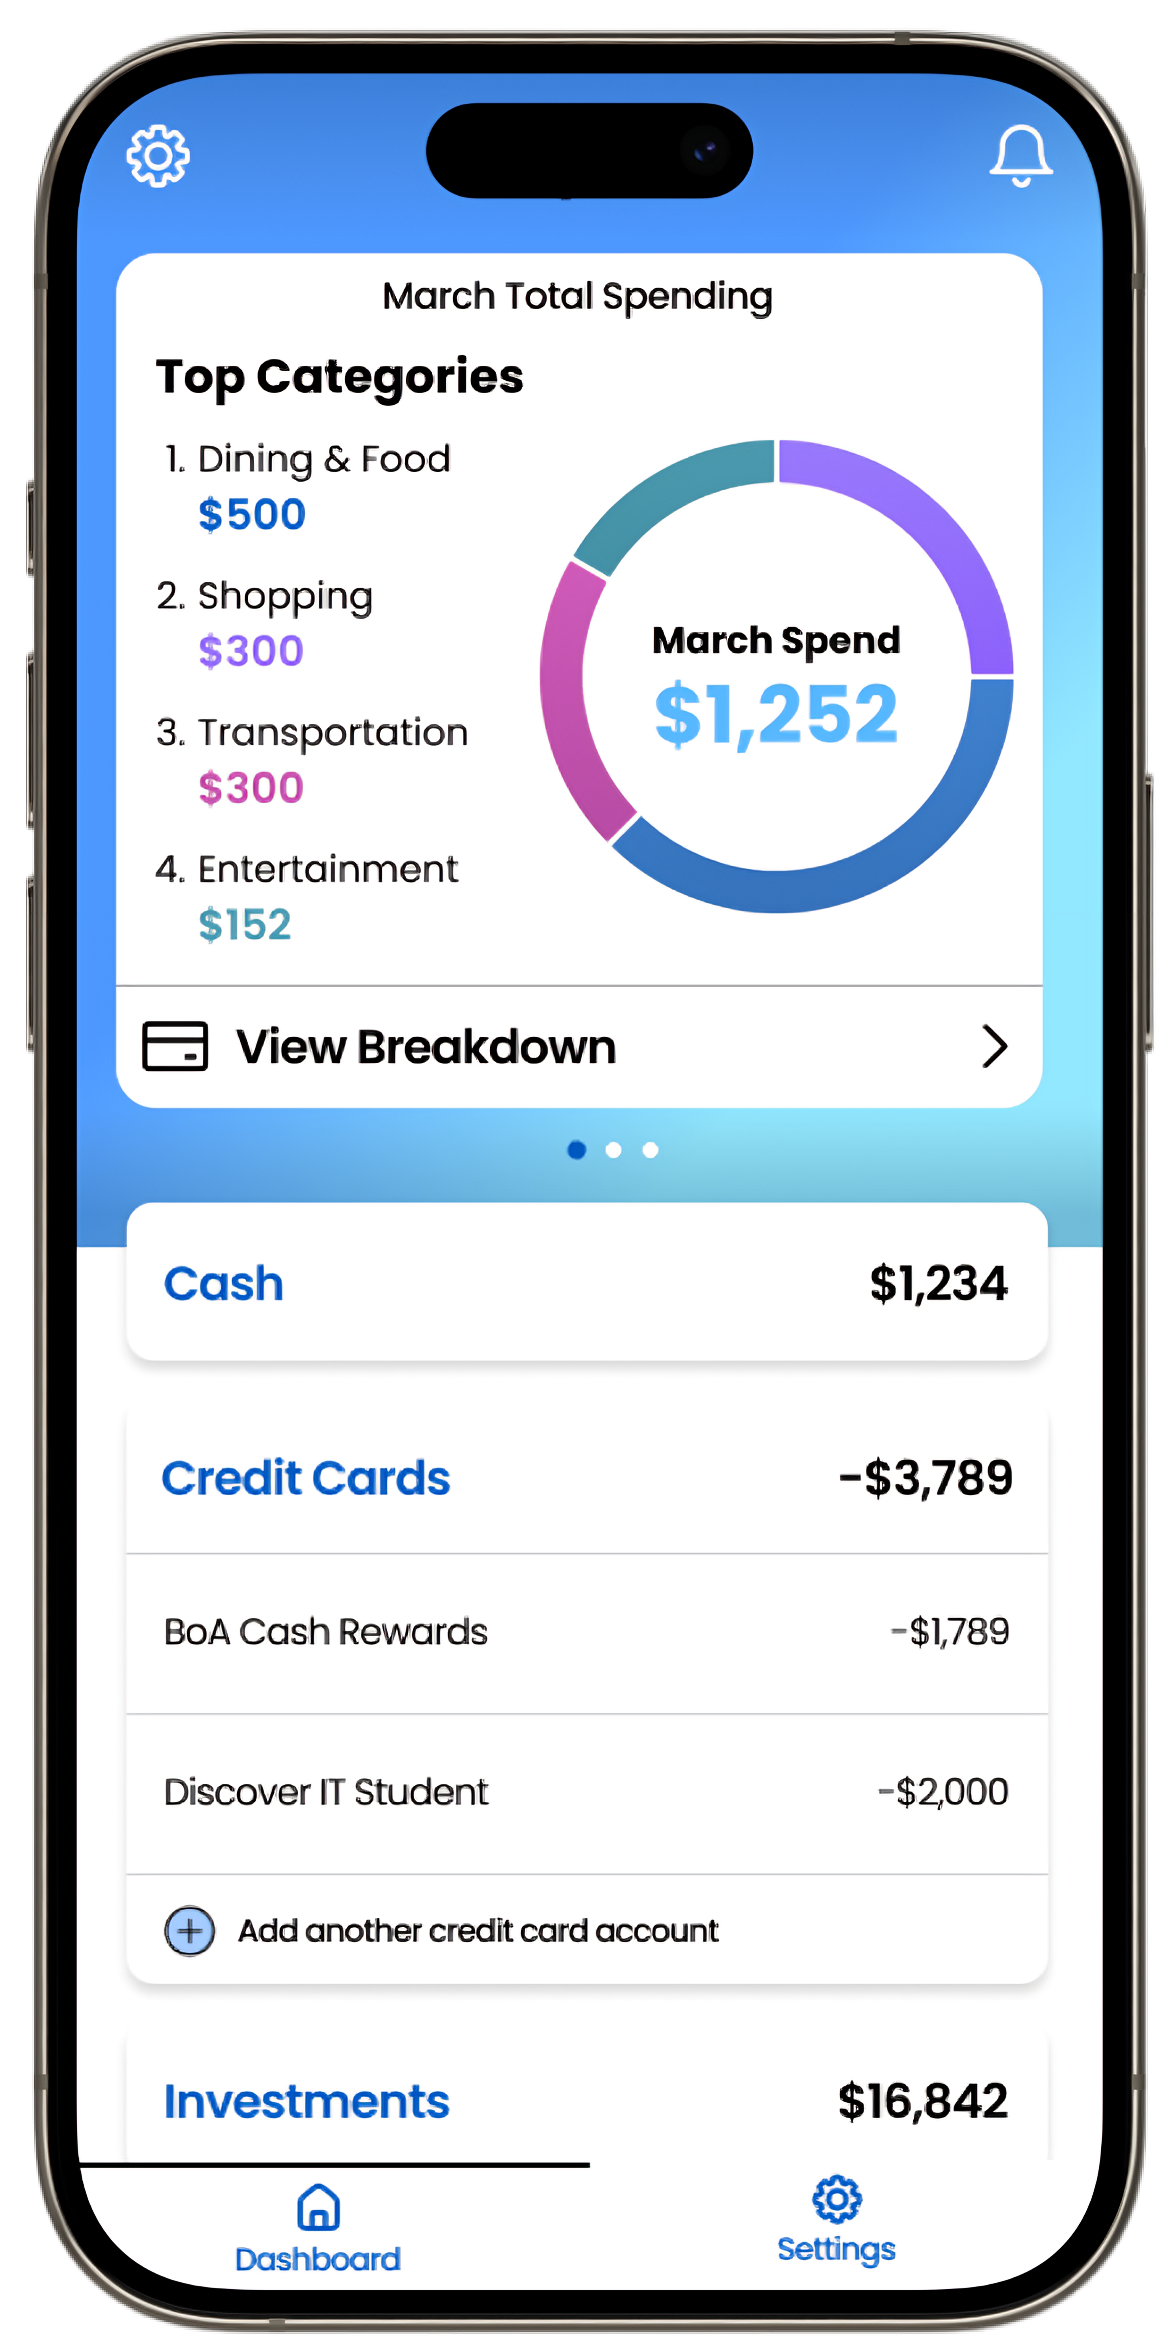 March Total Spending
Top Categories
1. Dining & Food
$500
2. Shopping
$300
3. Transportation
$300
4. Entertainment
$152
March Spend
$1,252
View Breakdown
Cash $1,234
Credit Cards -$3,789
BoA Cash Rewards -$1,789
Discover IT Student -$2,000
Add another credit card account
Investments $16,842
Dashboard Settings